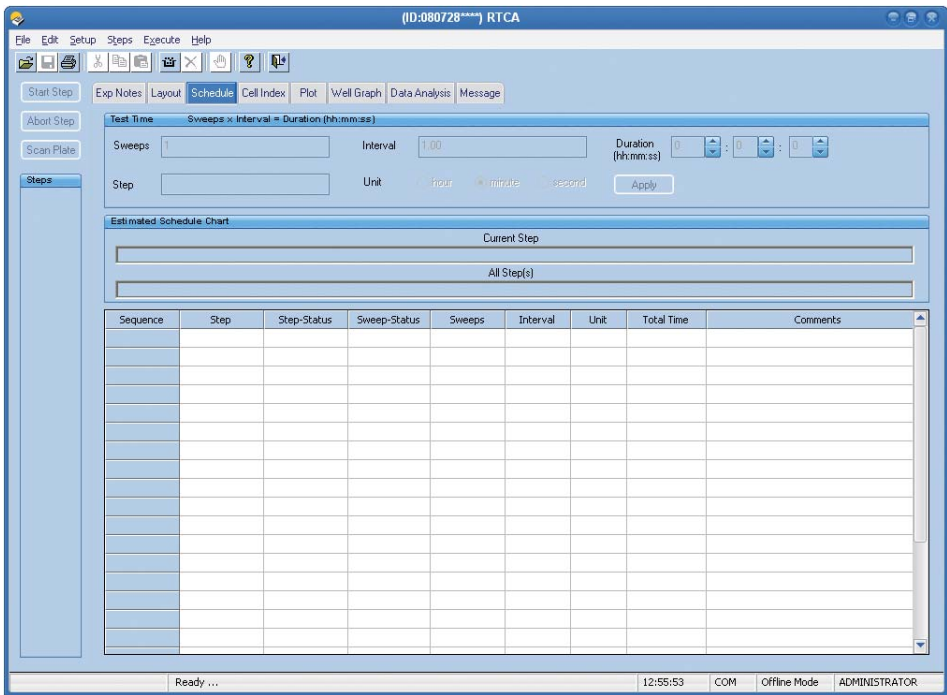 (ID:080728****) RTCA
File Edit Setup Steps Execute Help
Start Step
Abort Step
Scan Plate
Steps
Exp Notes Layout Schedule Cell Index Plot Well Graph Data Analysis Message
Test Time Sweeps × Interval = Duration (hh:mm:ss)
Sweeps 1 Interval 1.00 Duration (hh:mm:ss) 0 : 0 : 0
Step Unit hour minute second Apply
Estimated Schedule Chart
Current Step
All Step(s)
Sequence Step Step-Status Sweep-Status Sweeps Interval Unit Total Time Comments
Ready ... 12:55:53 COM Offline Mode ADMINISTRATOR